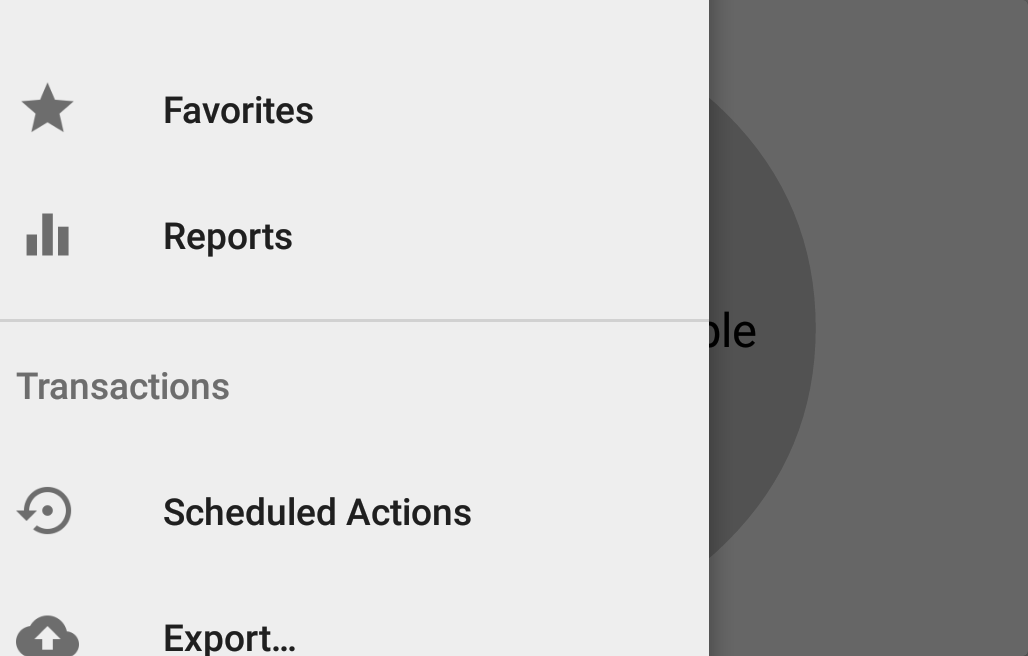 Favorites
Reports
Transactions
Scheduled Actions
Export...